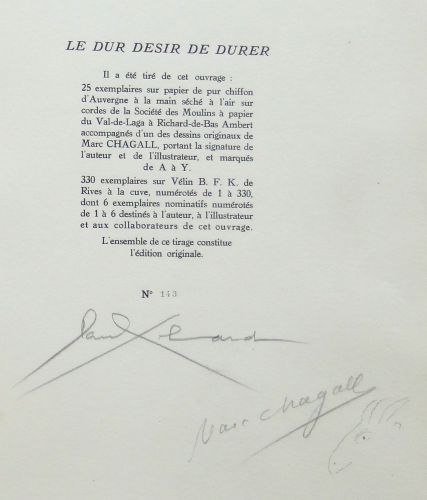 LE DUR DESIR DE DURER
Il a été tiré de cet ouvrage :
25 exemplaires sur papier de pur chiffon
d'Auvergne à la main séché à l'air sur
cordes de la Société des Moulins à papier
du Val-de-Laga à Richard-de-Bas Ambert
accompagnés d'un des dessins originaux de
Marc CHAGALL, portant la signature de
l'auteur et de l'illustrateur, et marqués
de A à Y.
330 exemplaires sur Vélin B. F. K. de
Rives à la cuve, numérotés de 1 à 330,
dont 6 exemplaires nominatifs numérotés
de 1 à 6 destinés à l'auteur, à l'illustrateur
et aux collaborateurs de cet ouvrage.
L'ensemble de ce tirage constitue
l'édition originale.
N° 143
Paul Eluard
Marc Chagall